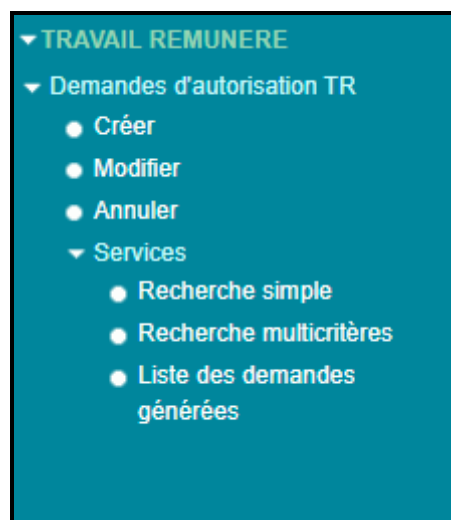 TRAVAIL REMUNERE
Demandes d'autorisation TR
Créer
Modifier
Annuler
Services
Recherche simple
Recherche multicritères
Liste des demandes
générées